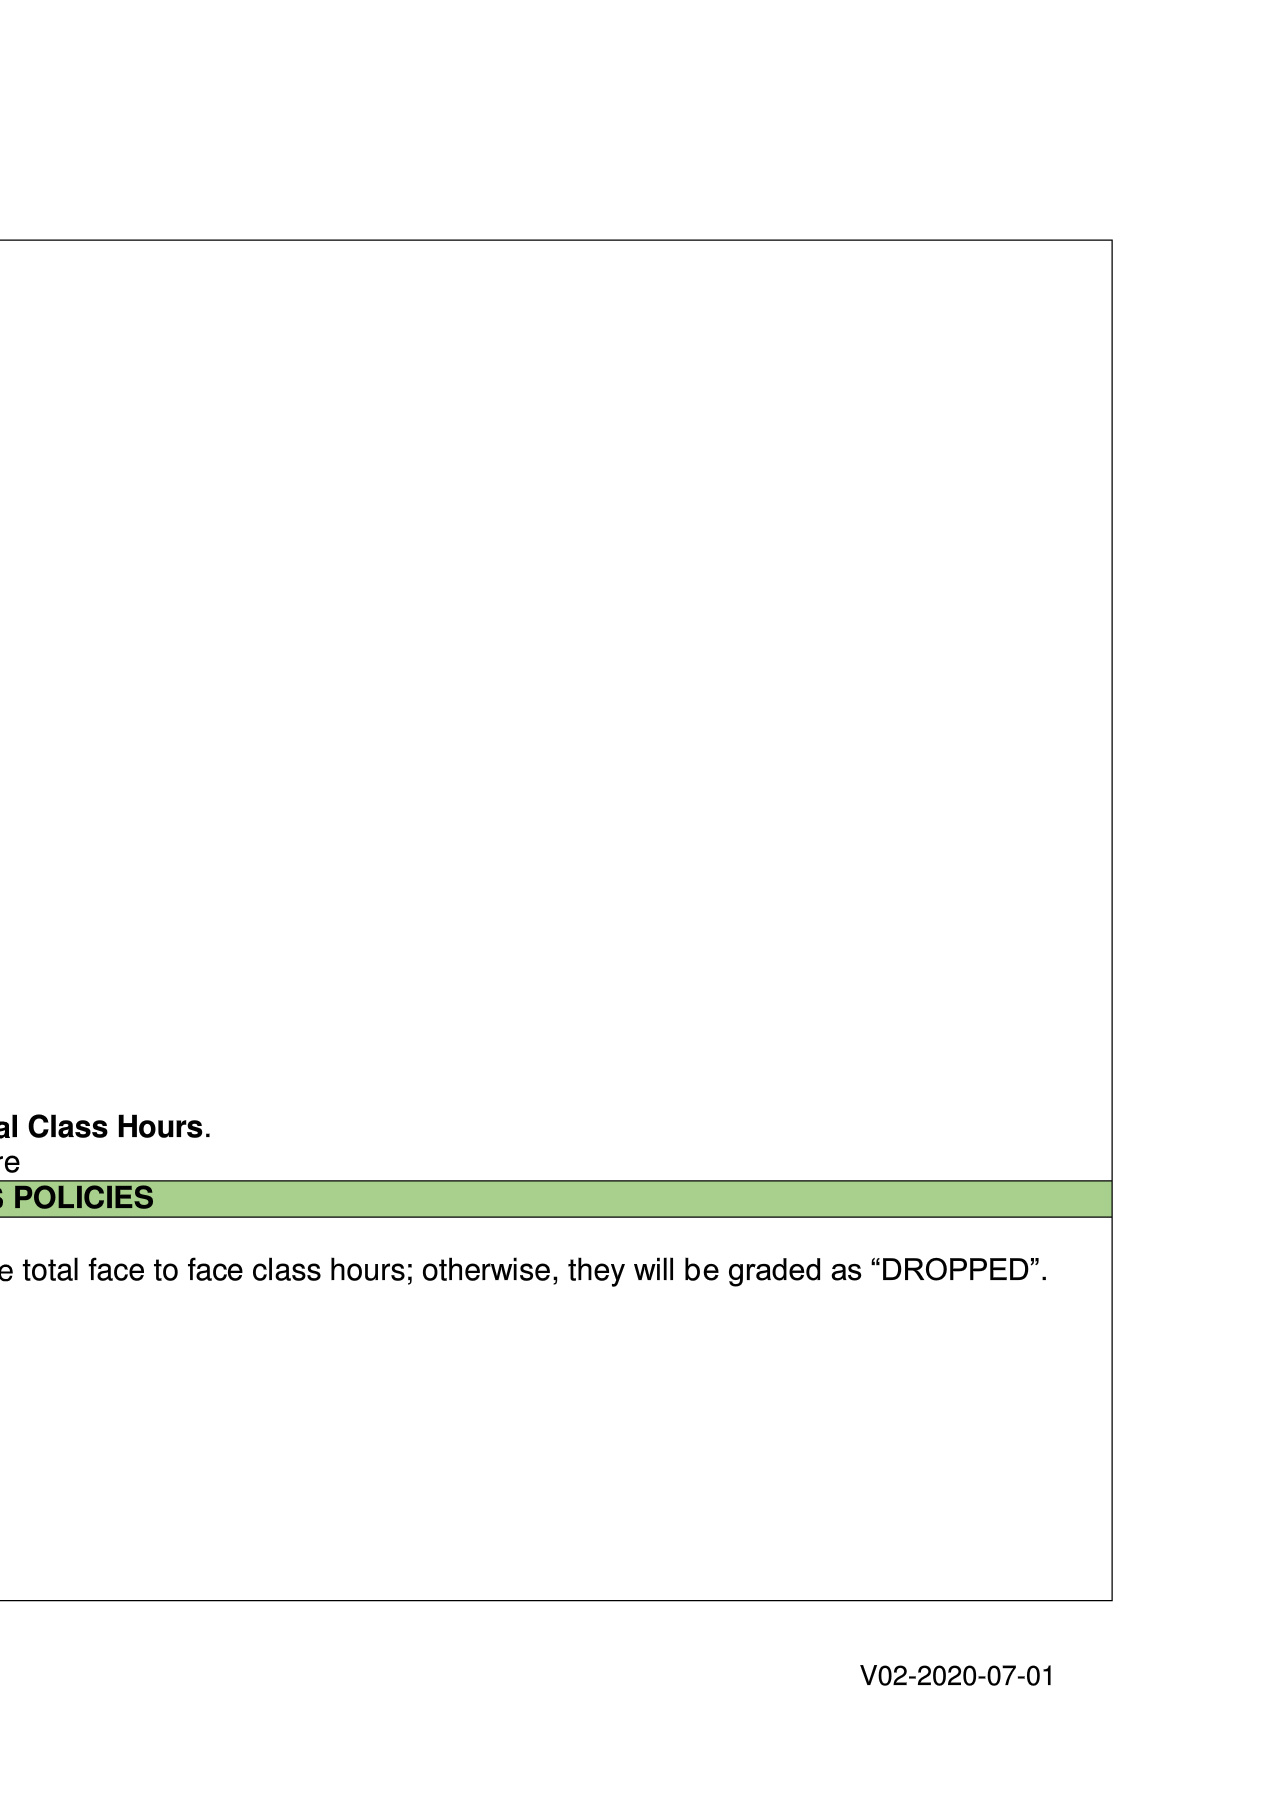 al Class Hours.
re
S POLICIES
e total face to face class hours; otherwise, they will be graded as “DROPPED”.
V02-2020-07-01